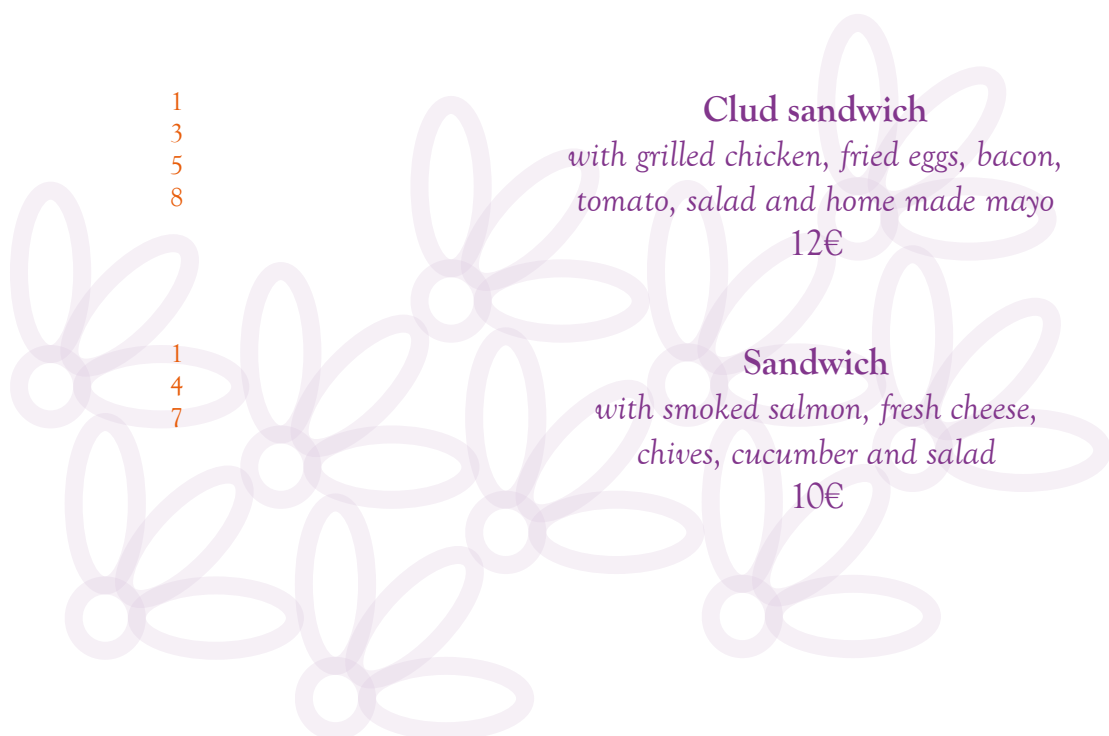 1
3
5
8
Clud sandwich
with grilled chicken, fried eggs, bacon,
tomato, salad and home made mayo
12€
1
4
7
Sandwich
with smoked salmon, fresh cheese,
chives, cucumber and salad
10€